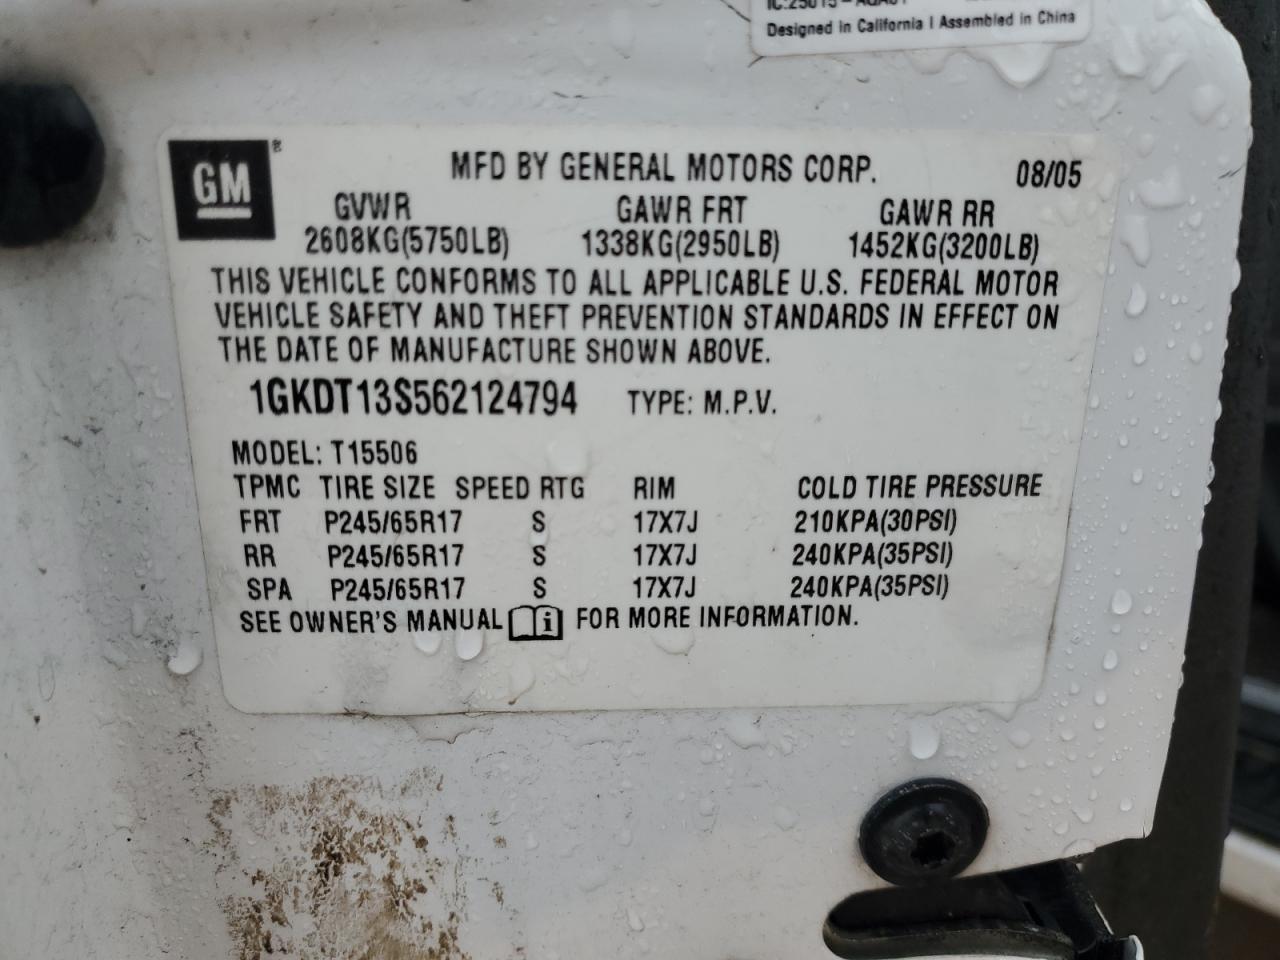 Designed in California | Assembled in China
GM®
MFD BY GENERAL MOTORS CORP. 08/05
GVWR GAWR FRT GAWR RR
2608KG(5750LB) 1338KG(2950LB) 1452KG(3200LB)
THIS VEHICLE CONFORMS TO ALL APPLICABLE U.S. FEDERAL MOTOR
VEHICLE SAFETY AND THEFT PREVENTION STANDARDS IN EFFECT ON
THE DATE OF MANUFACTURE SHOWN ABOVE.
1GKDT13S562124794 TYPE: M.P.V.
MODEL: T15506
TPMC TIRE SIZE SPEED RTG RIM COLD TIRE PRESSURE
FRT P245/65R17 S 17X7J 210KPA(30PSI)
RR P245/65R17 S 17X7J 240KPA(35PSI)
SPA P245/65R17 S 17X7J 240KPA(35PSI)
SEE OWNER'S MANUAL i FOR MORE INFORMATION.